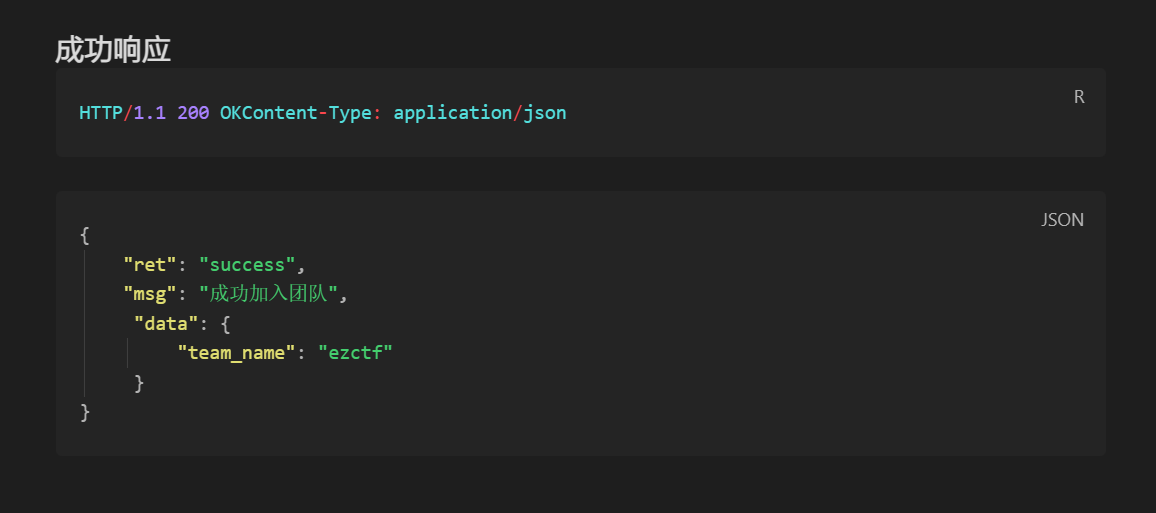 成功响应
R
HTTP/1.1 200 OKContent-Type: application/json
JSON
{
    "ret": "success",
    "msg": "成功加入团队",
     "data": {
         "team_name": "ezctf"
     }
}